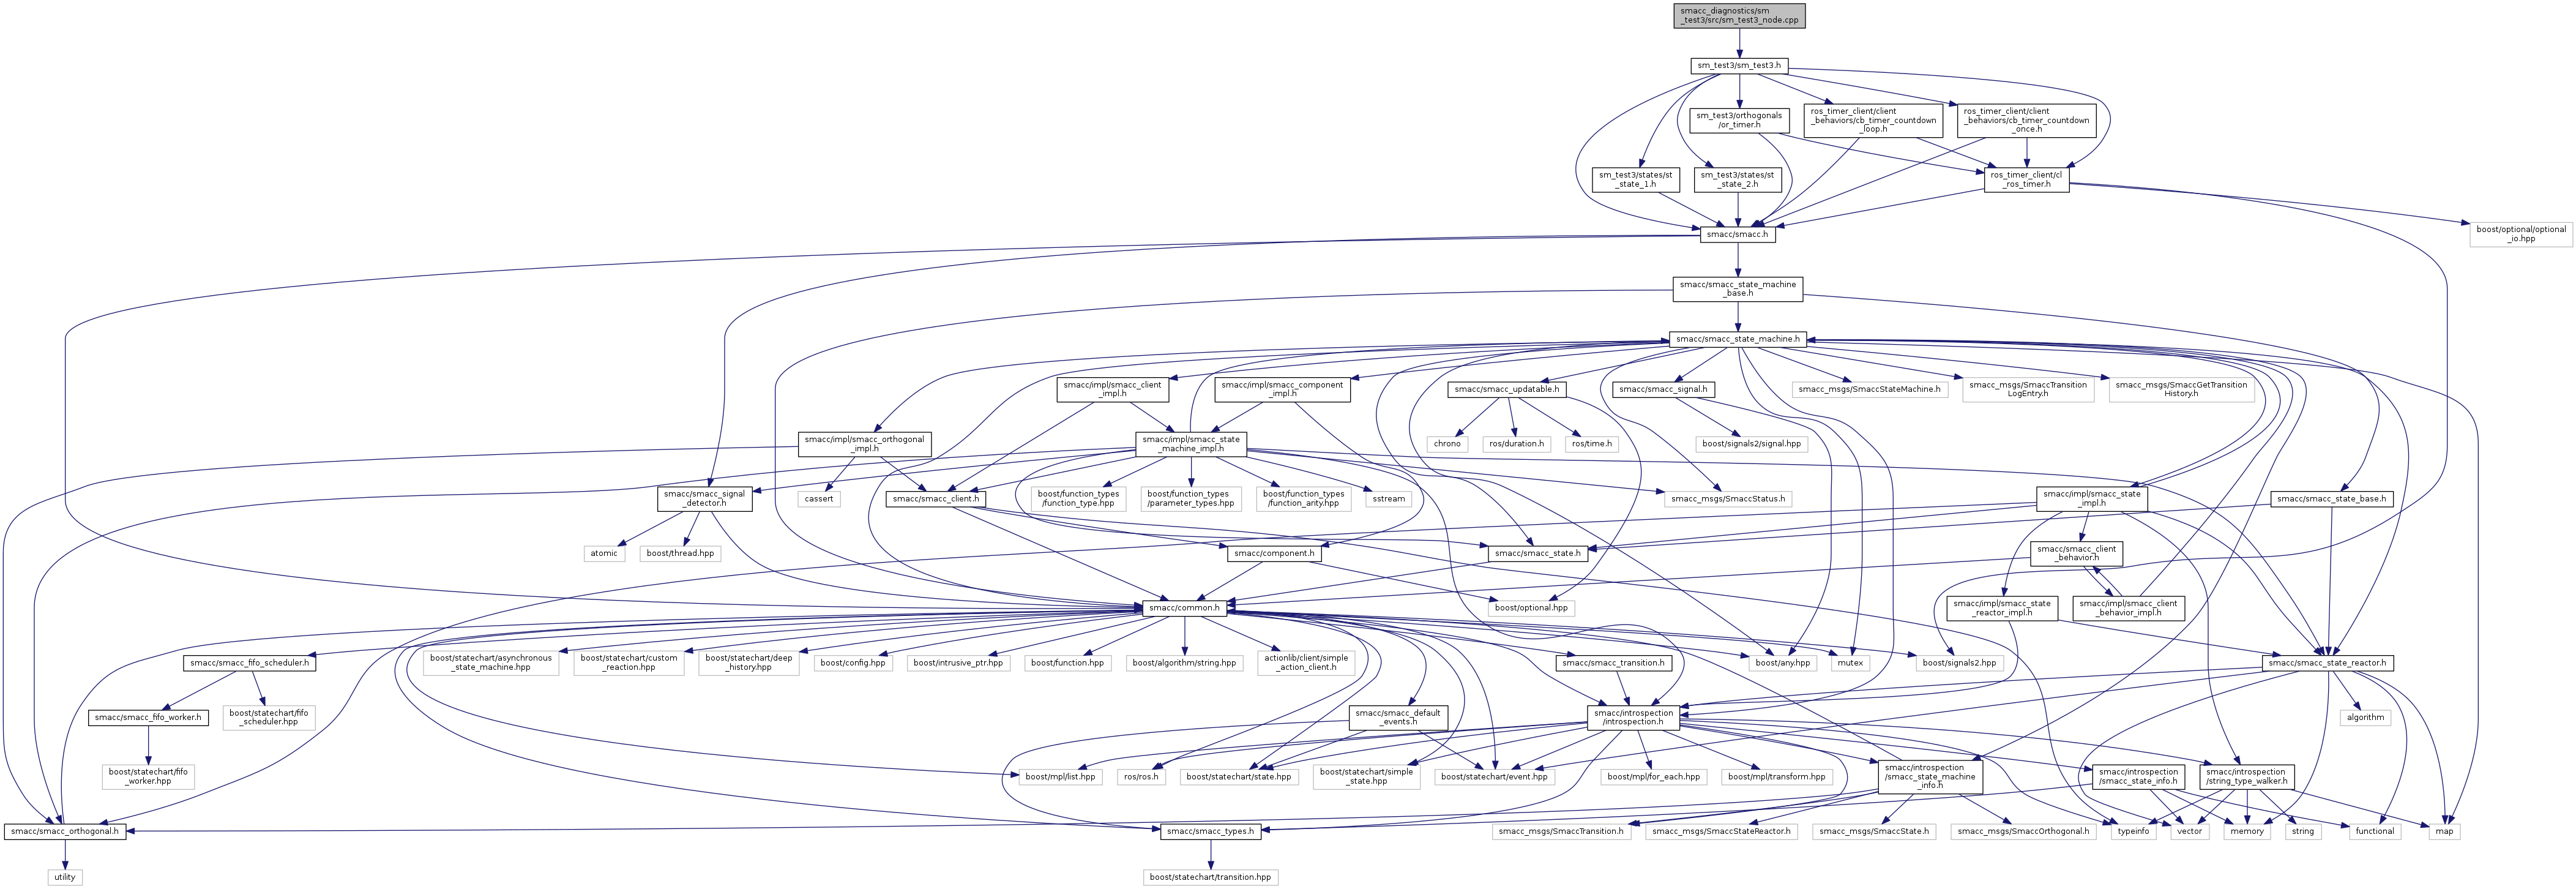 smacc_diagnostics/sm
_test3/src/sm_test3_node.cpp
sm_test3/sm_test3.h
sm_test3/orthogonals
/or_timer.h
ros_timer_client/client
_behaviors/cb_timer_countdown
_loop.h
ros_timer_client/client
_behaviors/cb_timer_countdown
_once.h
sm_test3/states/st
_state_1.h
sm_test3/states/st
_state_2.h
ros_timer_client/cl
_ros_timer.h
smacc/smacc.h
boost/optional/optional
_io.hpp
smacc/smacc_state_machine
_base.h
smacc/smacc_state_machine.h
smacc/impl/smacc_client
_impl.h
smacc/impl/smacc_component
_impl.h
smacc/smacc_updatable.h
smacc/smacc_signal.h
smacc_msgs/SmaccStateMachine.h
smacc_msgs/SmaccTransition
LogEntry.h
smacc_msgs/SmaccGetTransition
History.h
smacc/impl/smacc_orthogonal
_impl.h
smacc/impl/smacc_state
_machine_impl.h
chrono
ros/duration.h
ros/time.h
boost/signals2/signal.hpp
smacc/smacc_signal
_detector.h
cassert
smacc/smacc_client.h
boost/function_types
/function_type.hpp
boost/function_types
/parameter_types.hpp
boost/function_types
/function_arity.hpp
sstream
smacc_msgs/SmaccStatus.h
smacc/impl/smacc_state
_impl.h
smacc/smacc_state_base.h
atomic
boost/thread.hpp
smacc/component.h
smacc/smacc_state.h
smacc/smacc_client
_behavior.h
smacc/common.h
boost/optional.hpp
smacc/impl/smacc_state
_reactor_impl.h
smacc/impl/smacc_client
_behavior_impl.h
smacc/smacc_fifo_scheduler.h
boost/statechart/asynchronous
_state_machine.hpp
boost/statechart/custom
_reaction.hpp
boost/statechart/deep
_history.hpp
boost/config.hpp
boost/intrusive_ptr.hpp
boost/function.hpp
boost/algorithm/string.hpp
actionlib/client/simple
_action_client.h
smacc/smacc_transition.h
boost/any.hpp
mutex
boost/signals2.hpp
smacc/smacc_state_reactor.h
smacc/smacc_fifo_worker.h
boost/statechart/fifo
_scheduler.hpp
smacc/smacc_default
_events.h
smacc/introspection
/introspection.h
algorithm
boost/statechart/fifo
_worker.hpp
boost/mpl/list.hpp
ros/ros.h
boost/statechart/state.hpp
boost/statechart/simple
_state.hpp
boost/statechart/event.hpp
boost/mpl/for_each.hpp
boost/mpl/transform.hpp
smacc/introspection
/smacc_state_machine
_info.h
smacc/introspection
/smacc_state_info.h
smacc/introspection
/string_type_walker.h
smacc/smacc_orthogonal.h
smacc/smacc_types.h
smacc_msgs/SmaccTransition.h
smacc_msgs/SmaccStateReactor.h
smacc_msgs/SmaccState.h
smacc_msgs/SmaccOrthogonal.h
typeinfo
vector
memory
string
functional
map
utility
boost/statechart/transition.hpp